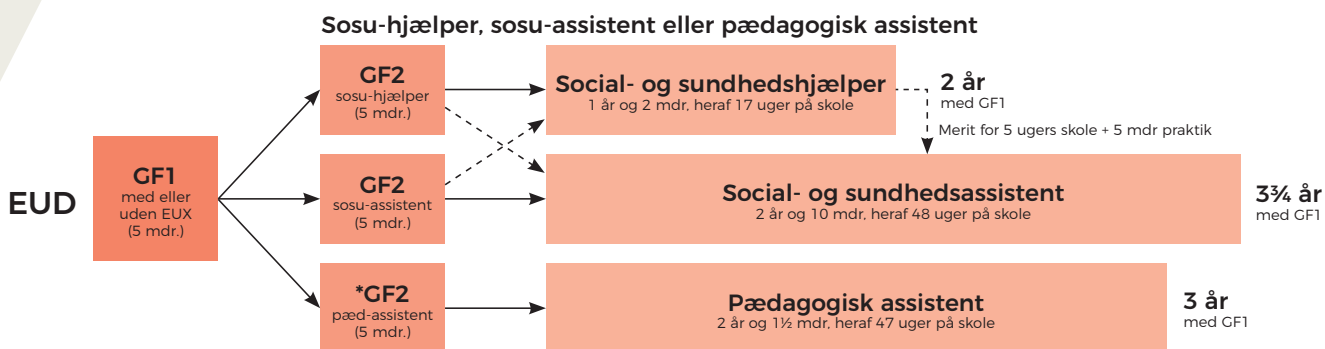 Sosu-hjælper, sosu-assistent eller pædagogisk assistent
EUD
GF1
med eller
uden EUX
(5 mdr.)
GF2
sosu-hjælper
(5 mdr.)
Social- og sundhedshjælper
1 år og 2 mdr, heraf 17 uger på skole
2 år
med GF1
Merit for 5 ugers skole + 5 mdr praktik
GF2
sosu-assistent
(5 mdr.)
Social- og sundhedsassistent
2 år og 10 mdr, heraf 48 uger på skole
3¾ år
med GF1
*GF2
pæd-assistent
(5 mdr.)
Pædagogisk assistent
2 år og 1½ mdr, heraf 47 uger på skole
3 år
med GF1